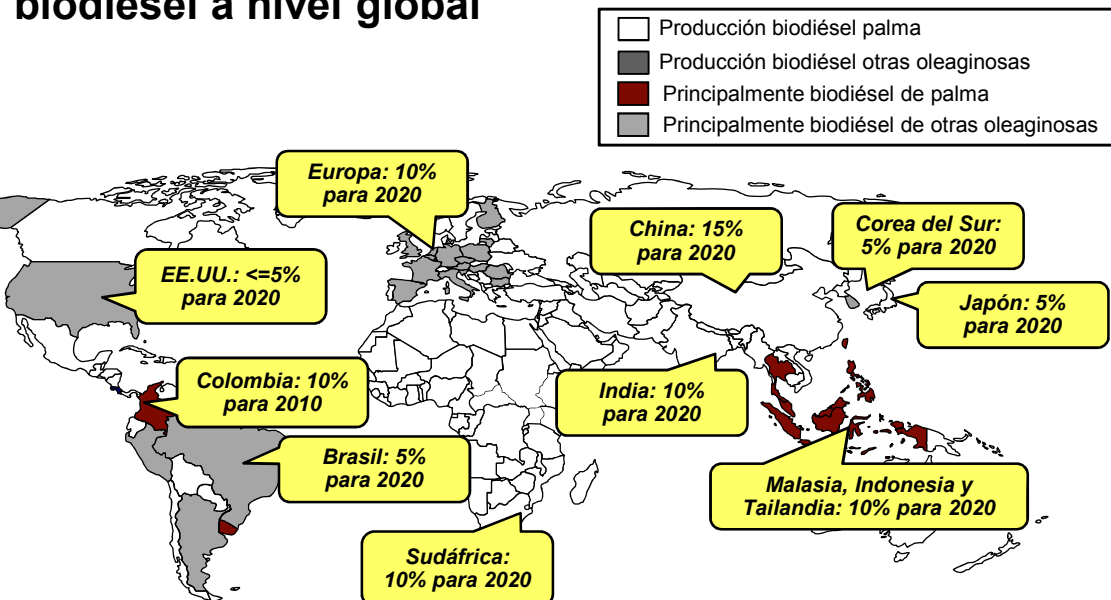 biodiésel a nivel global
Producción biodiésel palma
Producción biodiésel otras oleaginosas
Principalmente biodiésel de palma
Principalmente biodiésel de otras oleaginosas
Europa: 10%
para 2020
China: 15%
para 2020
Corea del Sur:
5% para 2020
EE.UU.: <=5%
para 2020
Japón: 5%
para 2020
Colombia: 10%
para 2010
India: 10%
para 2020
Brasil: 5%
para 2020
Malasia, Indonesia y
Tailandia: 10% para 2020
Sudáfrica:
10% para 2020